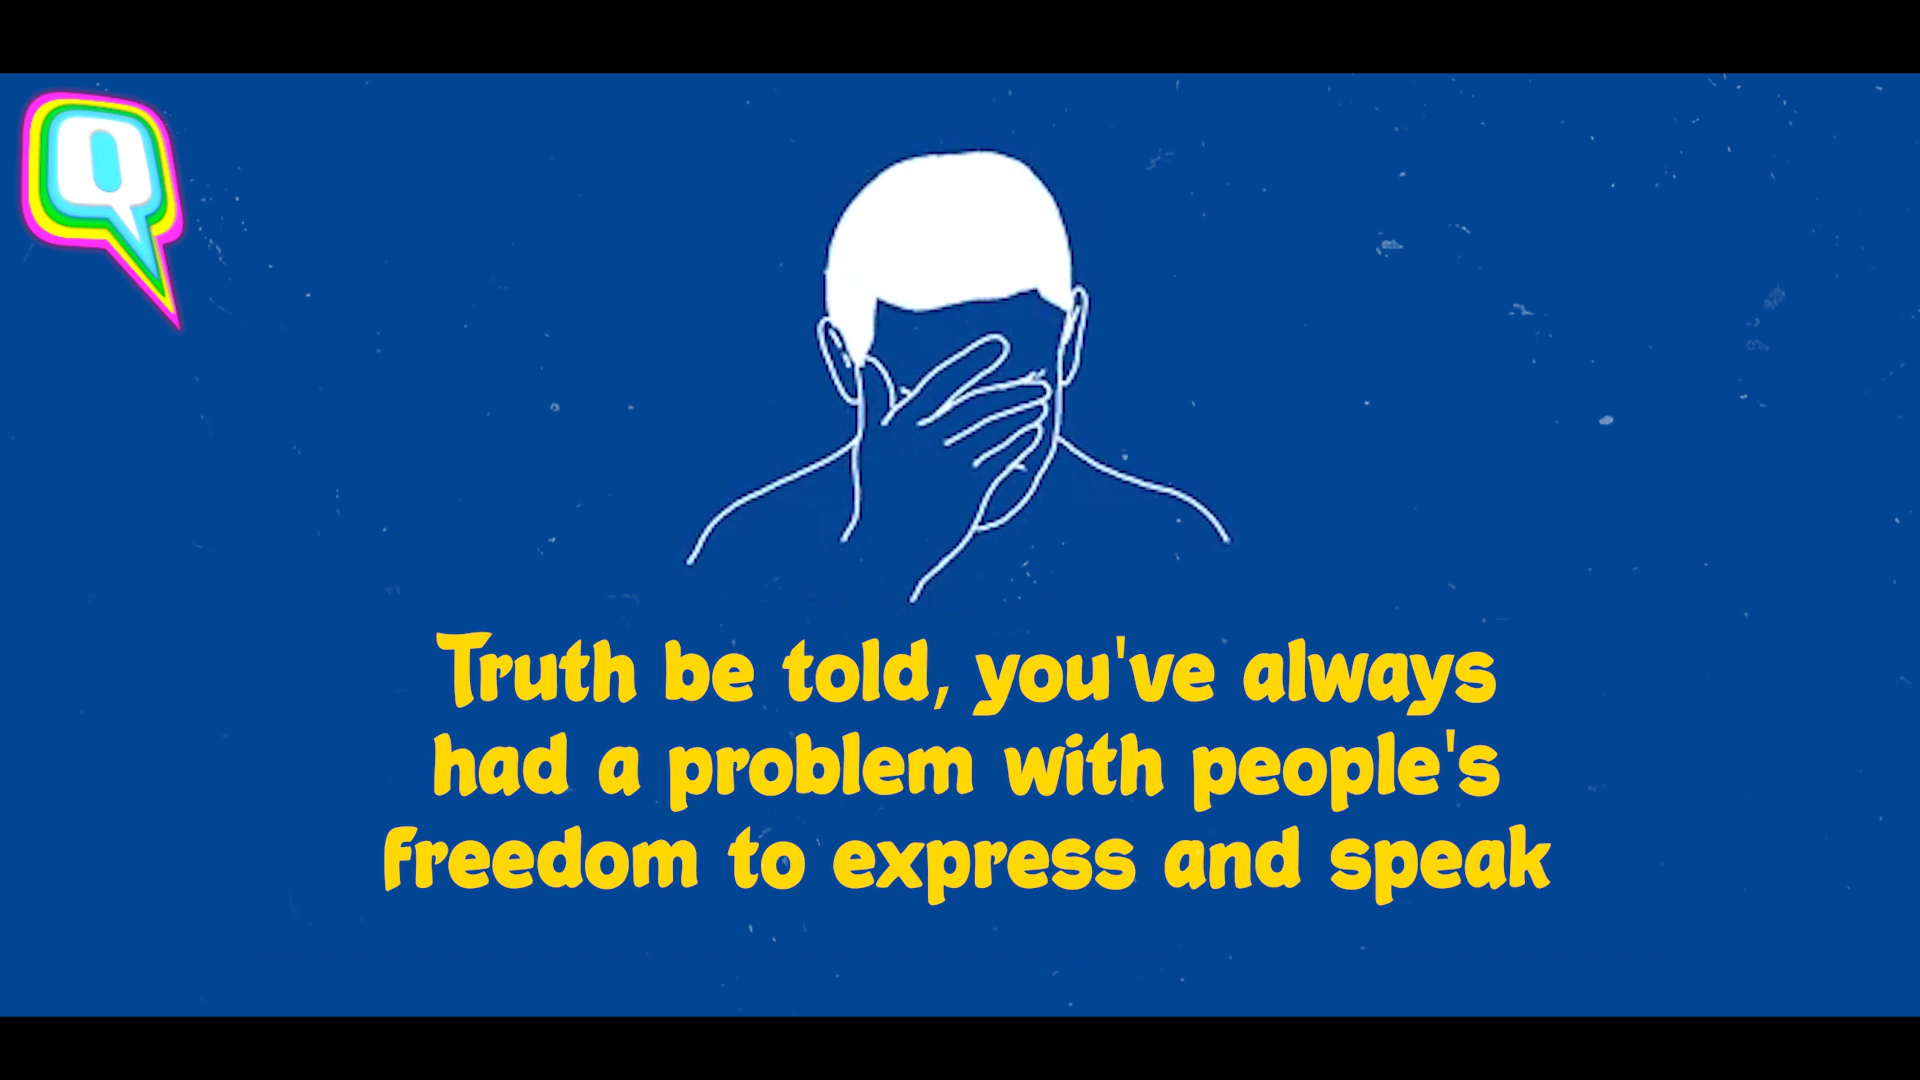 Q
Truth be told, you've always
had a problem with people's
freedom to express and speak